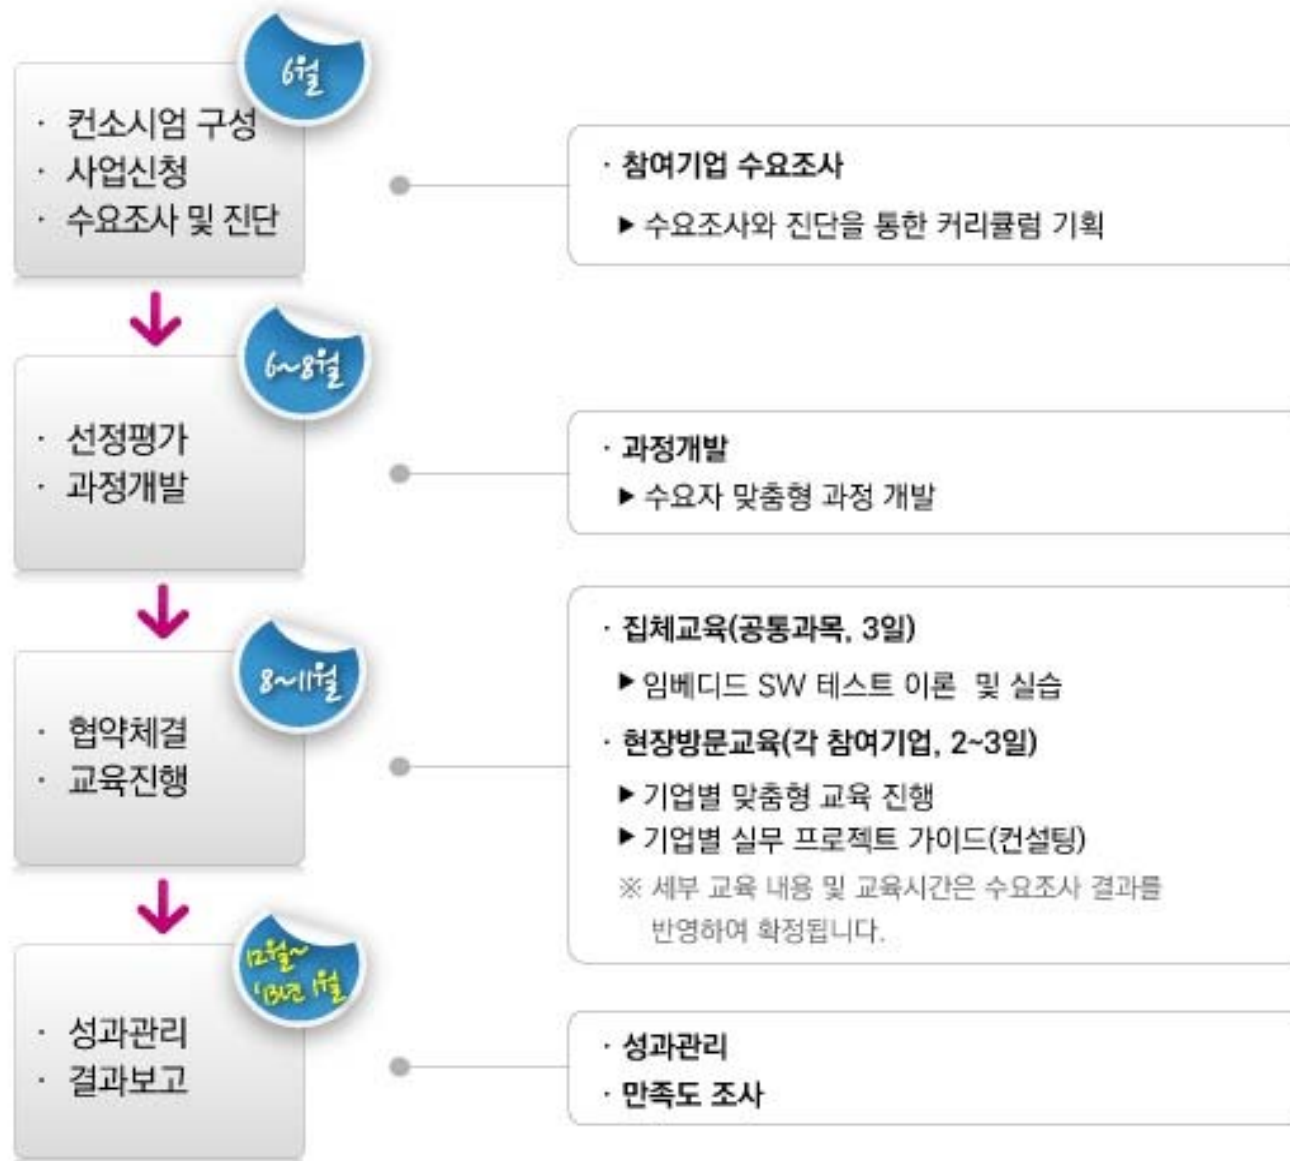 6월
· 컨소시엄 구성
· 사업신청
· 수요조사 및 진단
· 참여기업 수요조사
▶ 수요조사와 진단을 통한 커리큘럼 기획
6~8월
· 선정평가
· 과정개발
· 과정개발
▶ 수요자 맞춤형 과정 개발
8~11월
· 협약체결
· 교육진행
· 집체교육(공통과목, 3일)
▶ 임베디드 SW 테스트 이론 및 실습
· 현장방문교육(각 참여기업, 2~3일)
▶ 기업별 맞춤형 교육 진행
▶ 기업별 실무 프로젝트 가이드(컨설팅)
※ 세부 교육 내용 및 교육시간은 수요조사 결과를
반영하여 확정됩니다.
12월~
'13년 1월
· 성과관리
· 결과보고
· 성과관리
· 만족도 조사